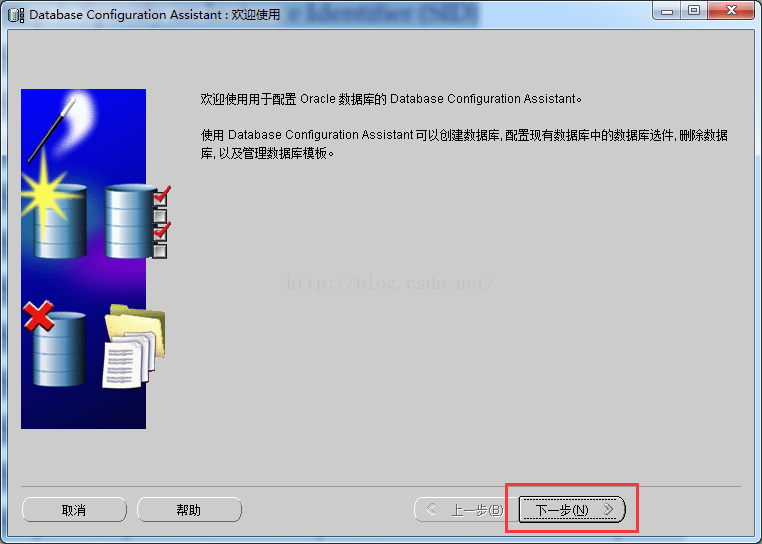 Database Configuration Assistant : 欢迎使用
e Identifier (SID)
欢迎使用用于配置 Oracle 数据库的 Database Configuration Assistant。
使用 Database Configuration Assistant 可以创建数据库, 配置现有数据库中的数据库选件, 删除数据
库, 以及管理数据库模板。
http://blog.csdn.net/
取消
帮助
上一步(B)
下一步(N)